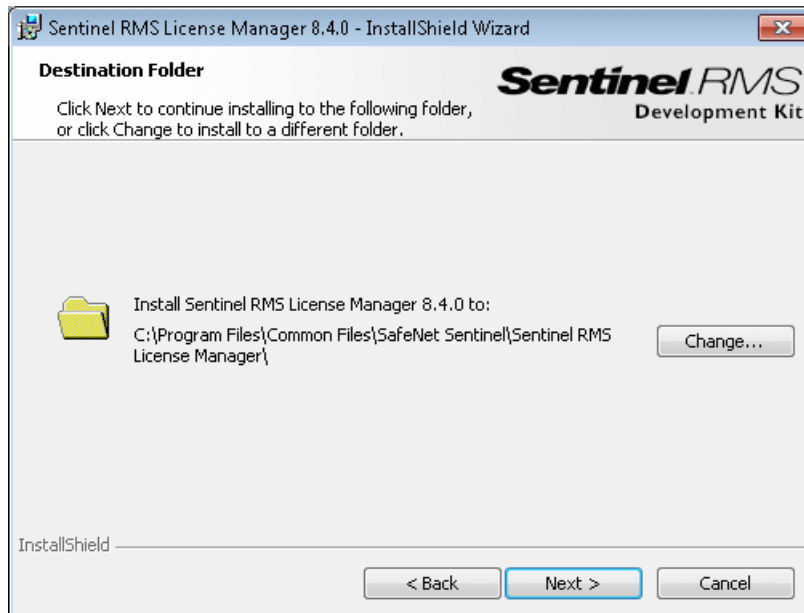 Sentinel RMS License Manager 8.4.0 - InstallShield Wizard
Destination Folder
Click Next to continue installing to the following folder,
or click Change to install to a different folder.
Sentinel RMS
Development Kit
Install Sentinel RMS License Manager 8.4.0 to:
C:\Program Files\Common Files\SafeNet Sentinel\Sentinel RMS
License Manager\
Change...
InstallShield
< Back
Next >
Cancel